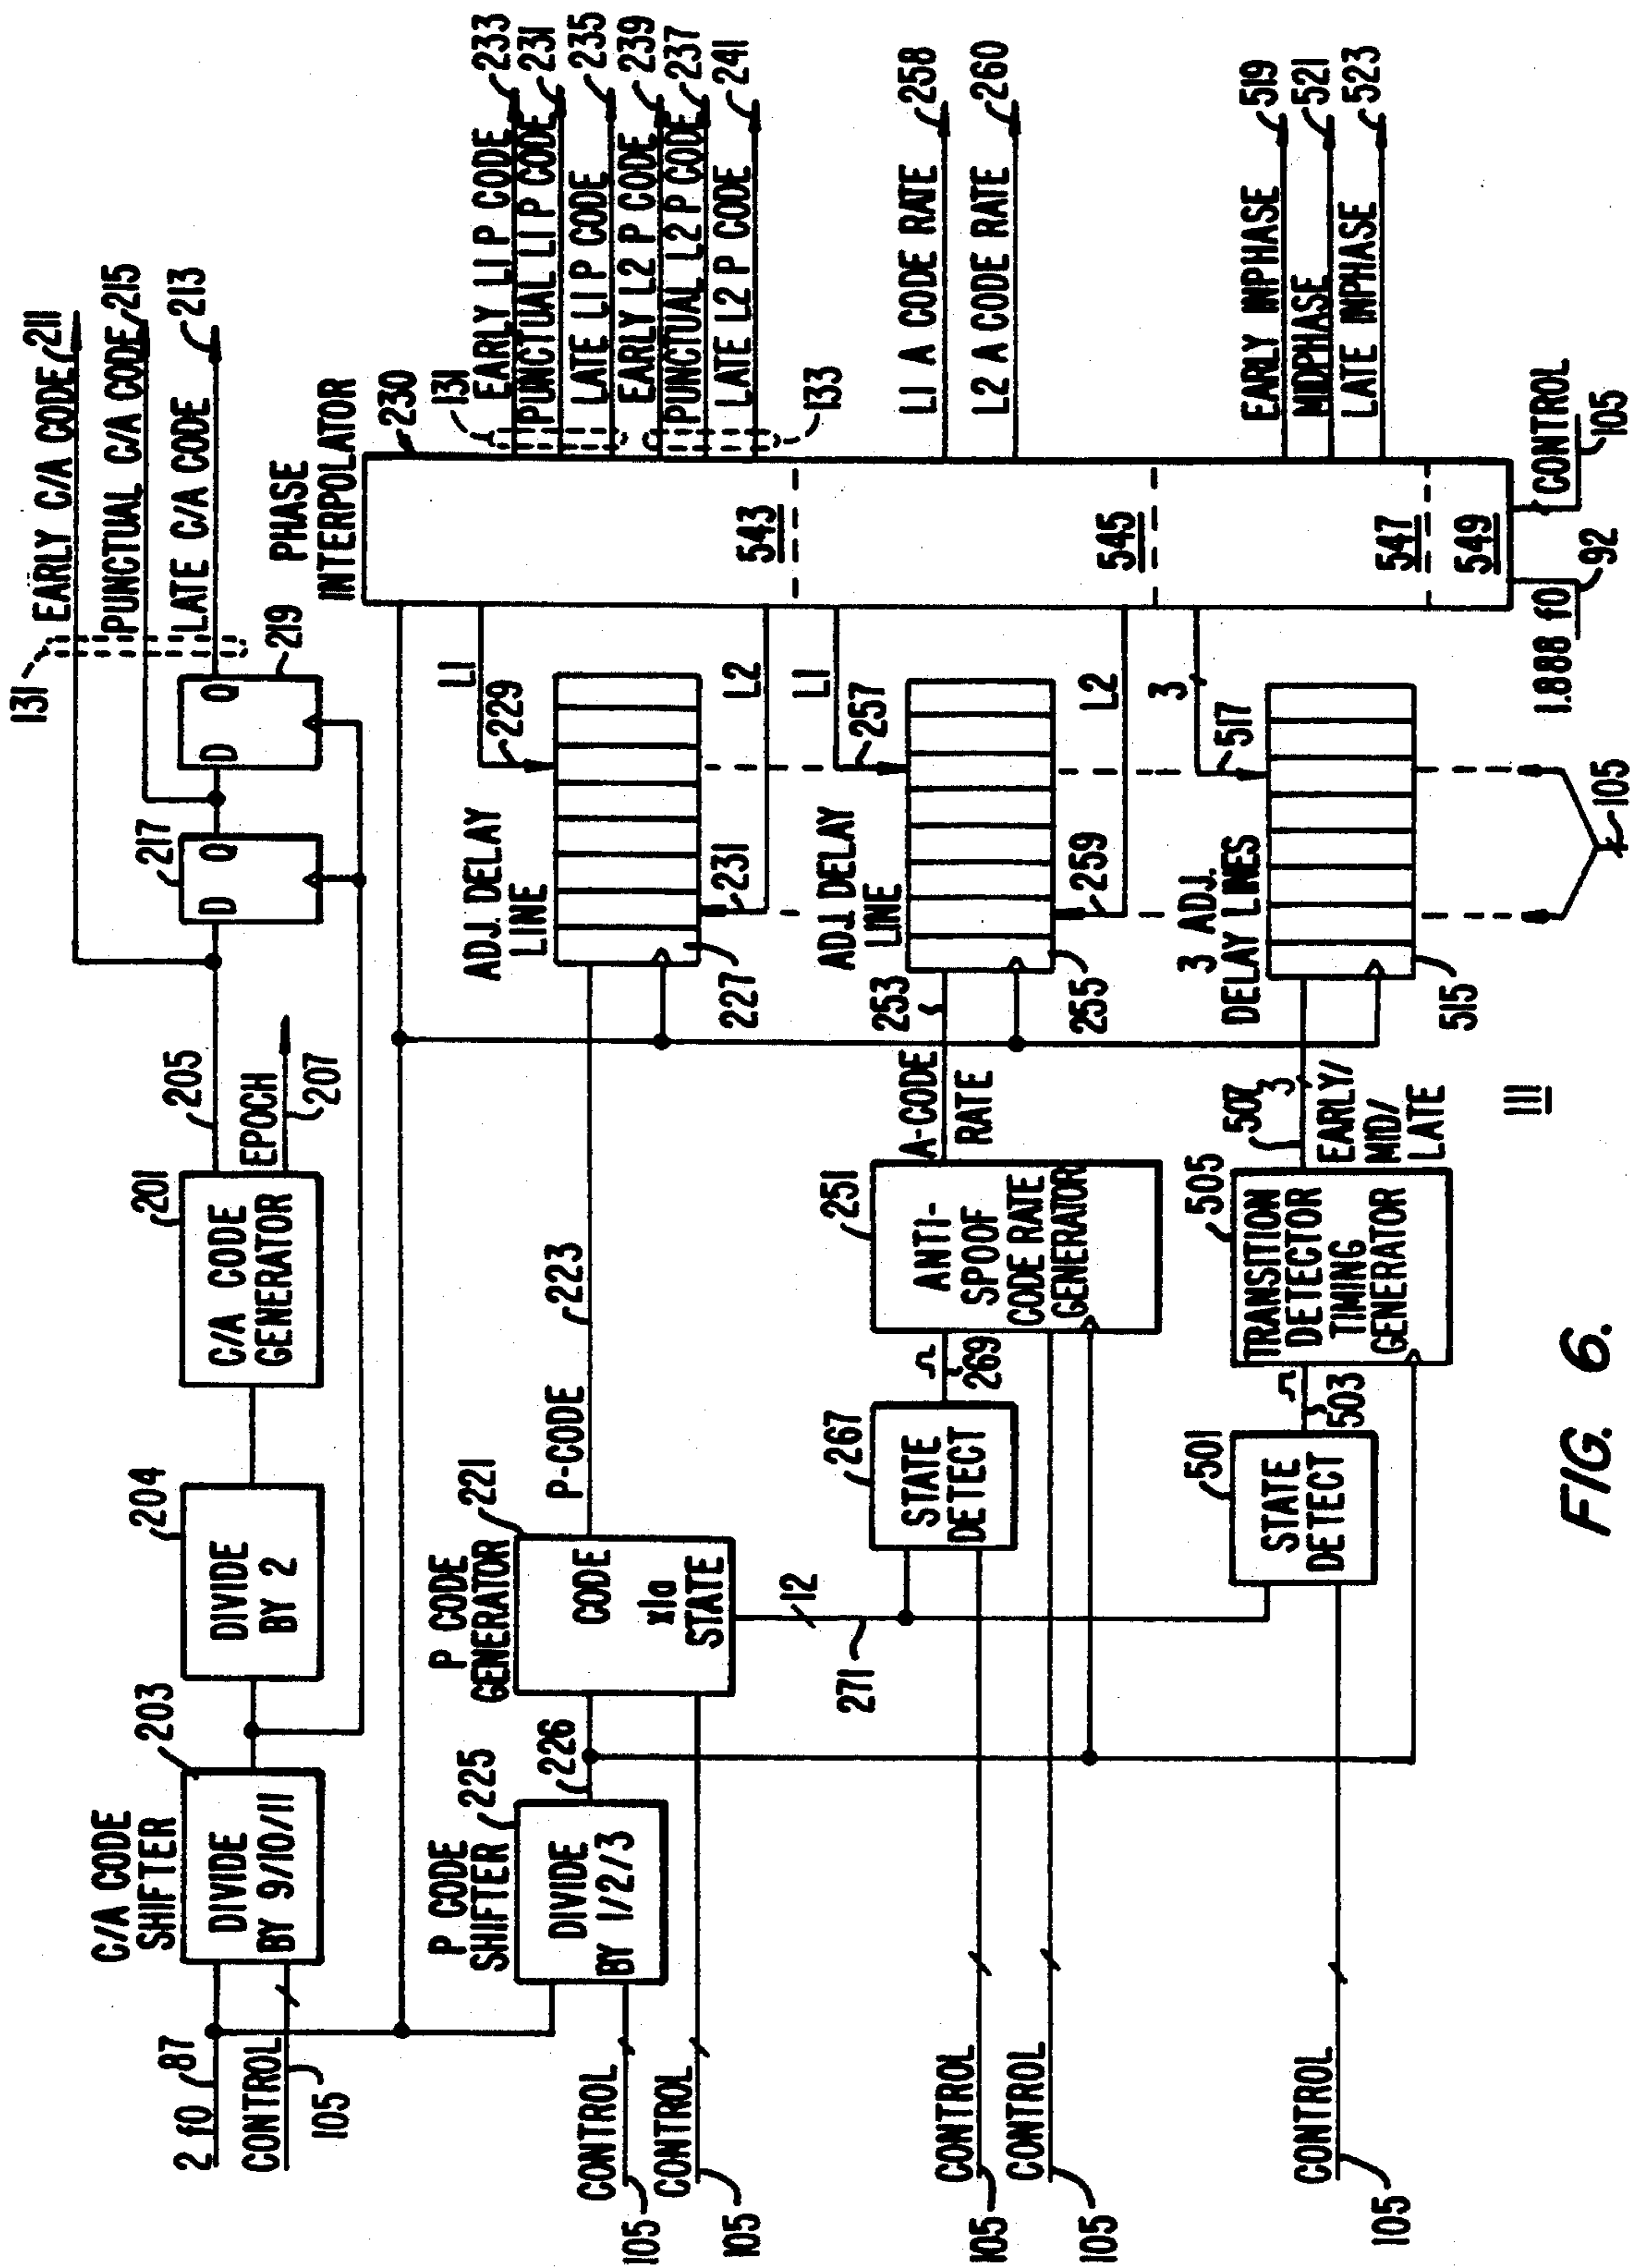 131
EARLY C/A CODE
211
PUNCTUAL C/A CODE
215
LATE C/A CODE
213
2 f0
87
CONTROL
105
C/A CODE
SHIFTER
203
DIVIDE
BY 9/10/11
204
DIVIDE
BY 2
201
C/A CODE
GENERATOR
205
EPOCH
207
217
D Q
219
D Q
PHASE
INTERPOLATOR
230
543
545
547
549
131
EARLY L1 P CODE
233
PUNCTUAL L1 P CODE
231
LATE L1 P CODE
235
EARLY L2 P CODE
239
PUNCTUAL L2 P CODE
237
LATE L2 P CODE
241
133
L1 A CODE RATE
258
L2 A CODE RATE
260
EARLY INPHASE
519
MIDPHASE
521
LATE INPHASE
523
CONTROL
105
1.888 f0
92
P CODE
SHIFTER
225
DIVIDE
BY 1/2/3
226
CONTROL
105
CONTROL
105
P CODE
GENERATOR
221
CODE
x1a
STATE
P-CODE
223
12
271
ADJ. DELAY
LINE
227
L1
229
L2
231
CONTROL
105
CONTROL
105
267
STATE
DETECT
269
251
ANTI-
SPOOF
CODE RATE
GENERATOR
A-CODE
RATE
253
ADJ. DELAY
LINE
255
L1
257
L2
259
CONTROL
105
501
STATE
DETECT
503
505
TRANSITION
DETECTOR
TIMING
GENERATOR
507
3
EARLY/
MID/
LATE
3 ADJ.
DELAY LINES
515
3
517
105
111
FIG. 6.